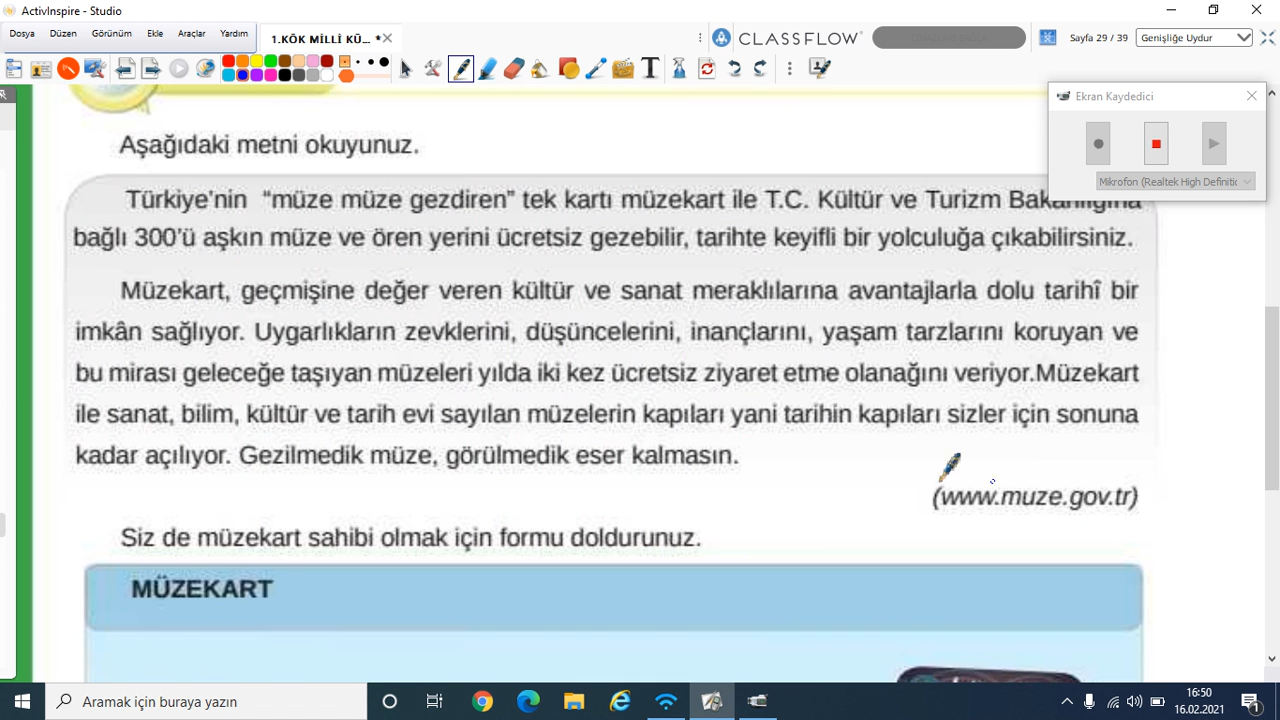 ActivInspire - Studio
Dosya Düzen Görünüm Ekle Araçlar Yardım
1.KÖK MİLLİ KÜ... *
CLASSFLOW
Sayfa 29 / 39
Genişliğe Uydur
Ekran Kaydedici
Mikrofon (Realtek High Definitic
Aşağıdaki metni okuyunuz.
Türkiye'nin “müze müze gezdiren” tek kartı müzekart ile T.C. Kültür ve Turizm Bakanlığına
bağlı 300'ü aşkın müze ve ören yerini ücretsiz gezebilir, tarihte keyifli bir yolculuğa çıkabilirsiniz.
Müzekart, geçmişine değer veren kültür ve sanat meraklılarına avantajlarla dolu tarihî bir
imkân sağlıyor. Uygarlıkların zevklerini, düşüncelerini, inançlarını, yaşam tarzlarını koruyan ve
bu mirası geleceğe taşıyan müzeleri yılda iki kez ücretsiz ziyaret etme olanağını veriyor.Müzekart
ile sanat, bilim, kültür ve tarih evi sayılan müzelerin kapıları yani tarihin kapıları sizler için sonuna
kadar açılıyor. Gezilmedik müze, görülmedik eser kalmasın.
(www.muze.gov.tr)
Siz de müzekart sahibi olmak için formu doldurunuz.
MÜZEKART
Aramak için buraya yazın
16:50
16.02.2021
1